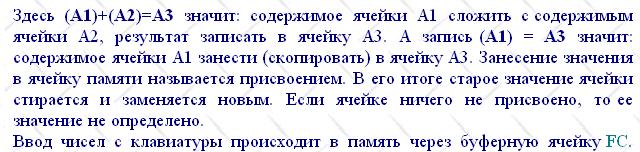 Здесь (А1)+(А2)=А3 значит: содержимое ячейки А1 сложить с содержимым
ячейки А2, результат записать в ячейку А3. А запись (А1) = А3 значит:
содержимое ячейки А1 занести (скопировать) в ячейку А3. Занесение значения
в ячейку памяти называется присвоением. В его итоге старое значение ячейки
стирается и заменяется новым. Если ячейке ничего не присвоено, то ее
значение не определено.
Ввод чисел с клавиатуры происходит в память через буферную ячейку FC.